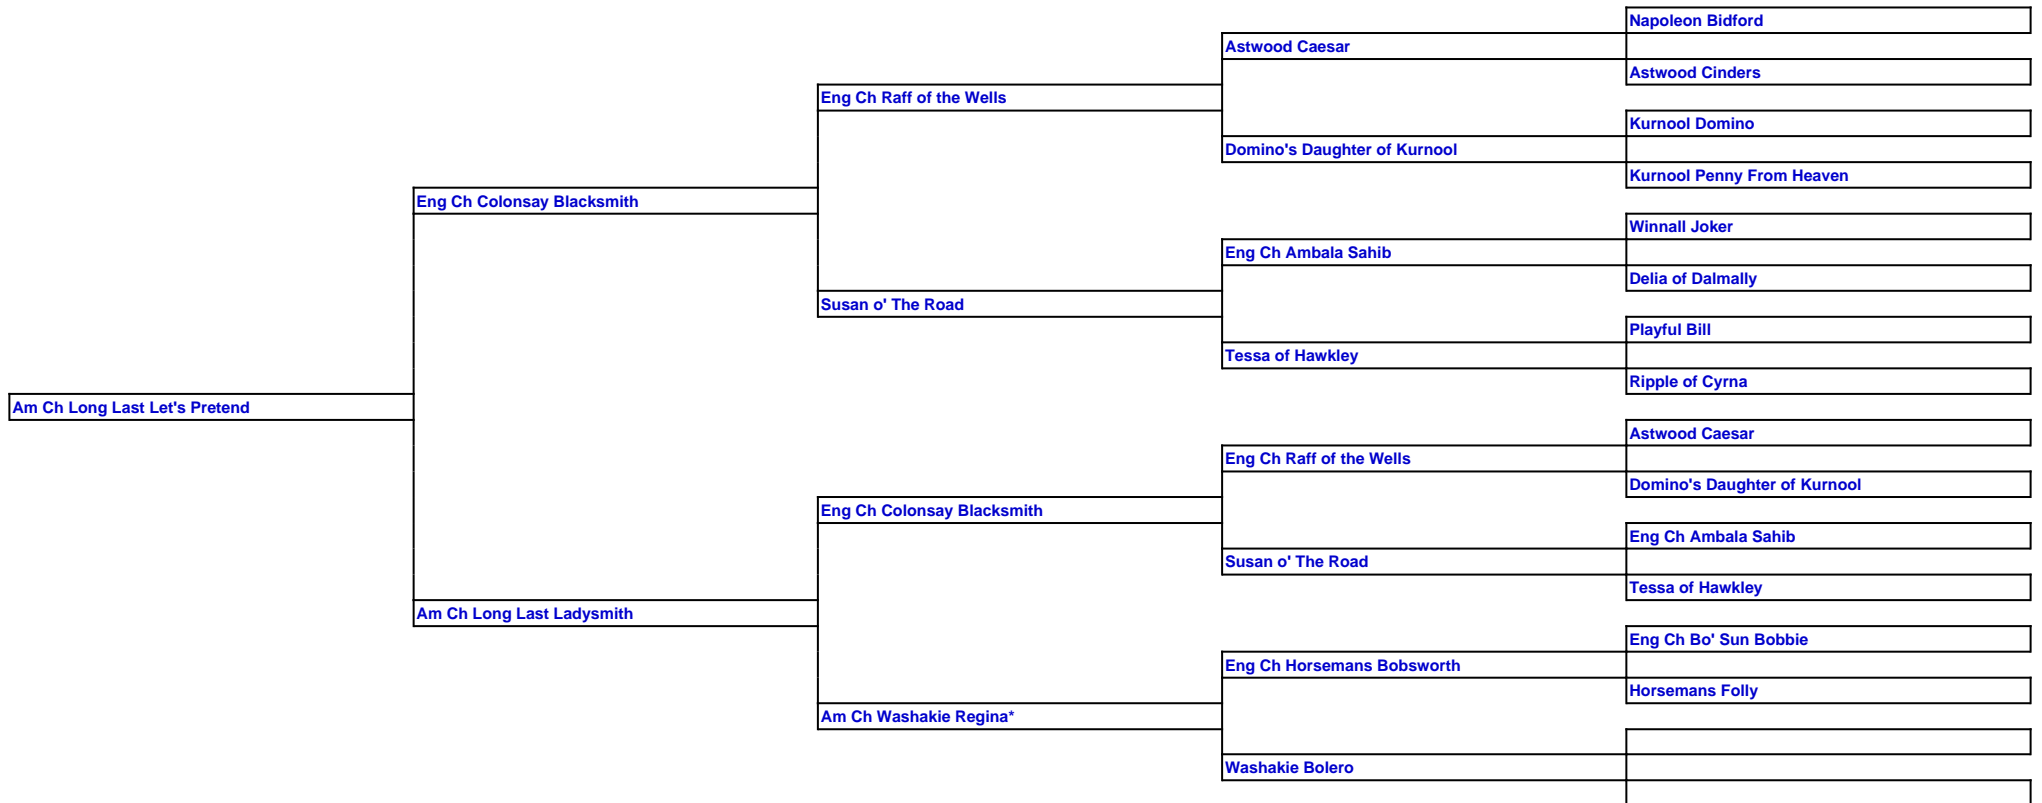 Napoleon Bidford
Astwood Caesar
Astwood Cinders
Eng Ch Raff of the Wells
Kurnool Domino
Domino's Daughter of Kurnool
Kurnool Penny From Heaven
Eng Ch Colonsay Blacksmith
Winnall Joker
Eng Ch Ambala Sahib
Delia of Dalmally
Susan o' The Road
Playful Bill
Tessa of Hawkley
Ripple of Cyrna
Am Ch Long Last Let's Pretend
Astwood Caesar
Eng Ch Raff of the Wells
Domino's Daughter of Kurnool
Eng Ch Colonsay Blacksmith
Eng Ch Ambala Sahib
Susan o' The Road
Tessa of Hawkley
Am Ch Long Last Ladysmith
Eng Ch Bo' Sun Bobbie
Eng Ch Horsemans Bobsworth
Horsemans Folly
Am Ch Washakie Regina*
Washakie Bolero